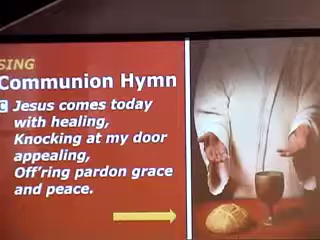 SING
Communion Hymn
C Jesus comes today
with healing,
Knocking at my door
appealing,
Off'ring pardon grace
and peace.